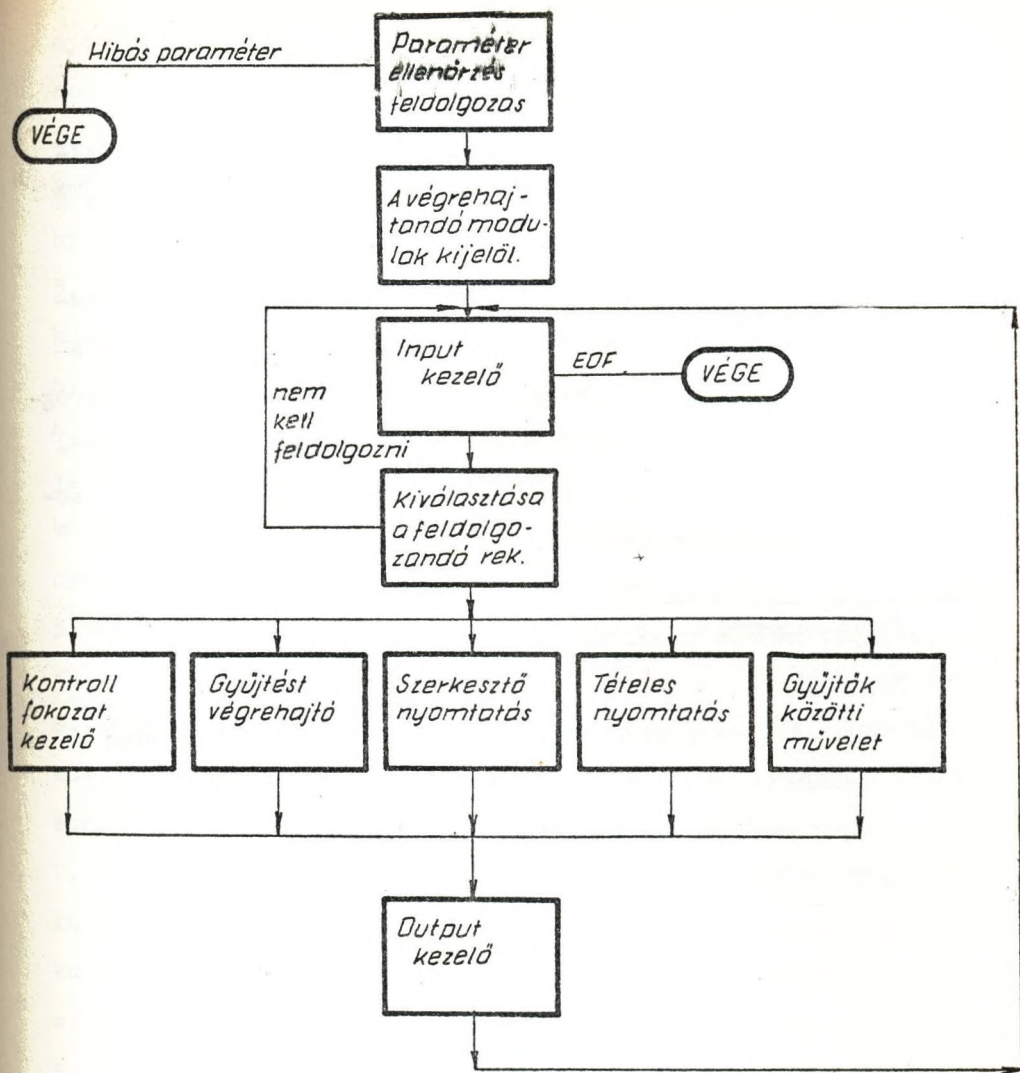 Hibás paraméter
Paraméter
ellenőrzés
feldolgozas
VÉGE
A végrehaj-
tandó modu-
lok kijelöl.
Input
kezelő
EOF
VÉGE
nem
kell
feldolgozni
Kiválasztása
a feldolgo-
zandó rek.
Kontroll
fokozat
kezelő
Gyűjtést
végrehajtó
Szerkesztő
nyomtatás
Tételes
nyomtatás
Gyűjtők
közötti
művelet
Output
kezelő